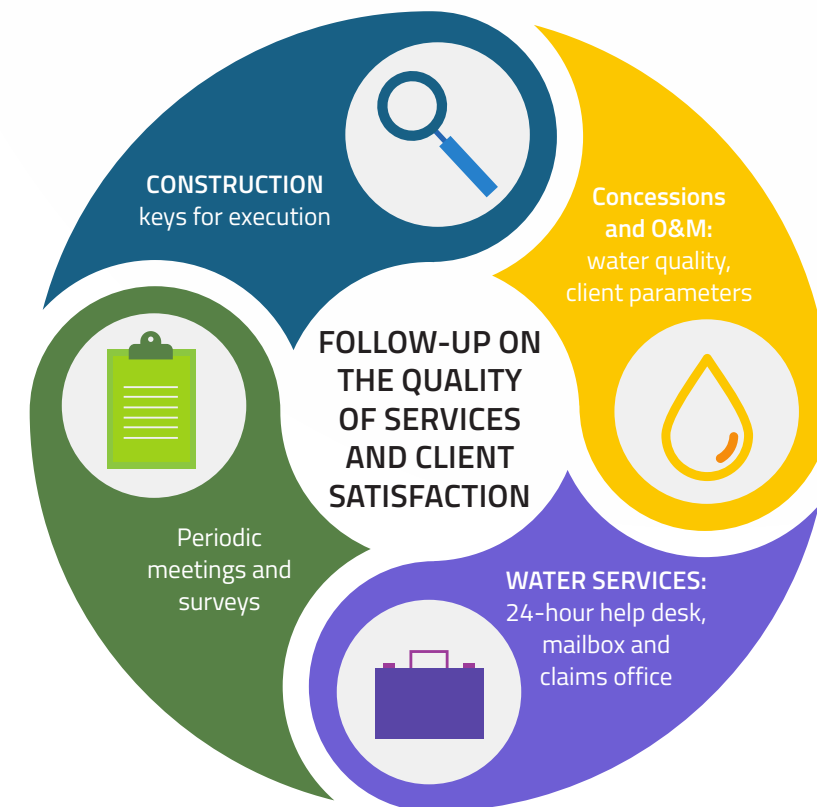 CONSTRUCTION
keys for execution
Concessions
and O&M:
water quality,
client parameters
FOLLOW-UP ON
THE QUALITY
OF SERVICES
AND CLIENT
SATISFACTION
Periodic
meetings and
surveys
WATER SERVICES:
24-hour help desk,
mailbox and
claims office